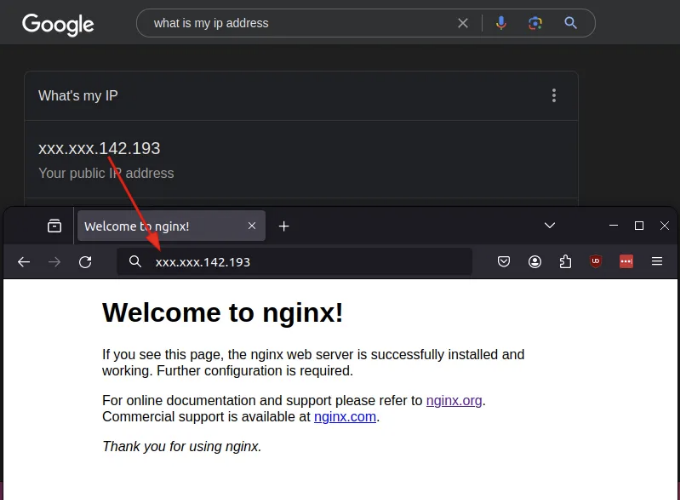 Google
what is my ip address
What's my IP
xxx.xxx.142.193
Your public IP address
Welcome to nginx!
xxx.xxx.142.193
Welcome to nginx!
If you see this page, the nginx web server is successfully installed and
working. Further configuration is required.
For online documentation and support please refer to nginx.org.
Commercial support is available at nginx.com.
Thank you for using nginx.